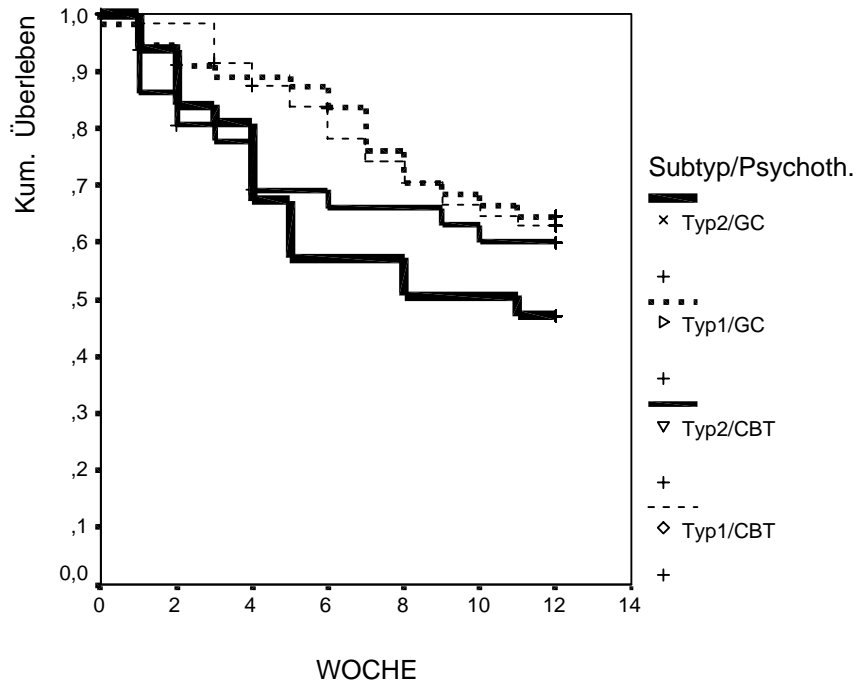 Kum. Überleben
1,0
,9
,8
,7
,6
,5
,4
,3
,2
,1
0,0
0 2 4 6 8 10 12 14
WOCHE
Subtyp/Psychoth.
Typ2/GC
Typ1/GC
Typ2/CBT
Typ1/CBT